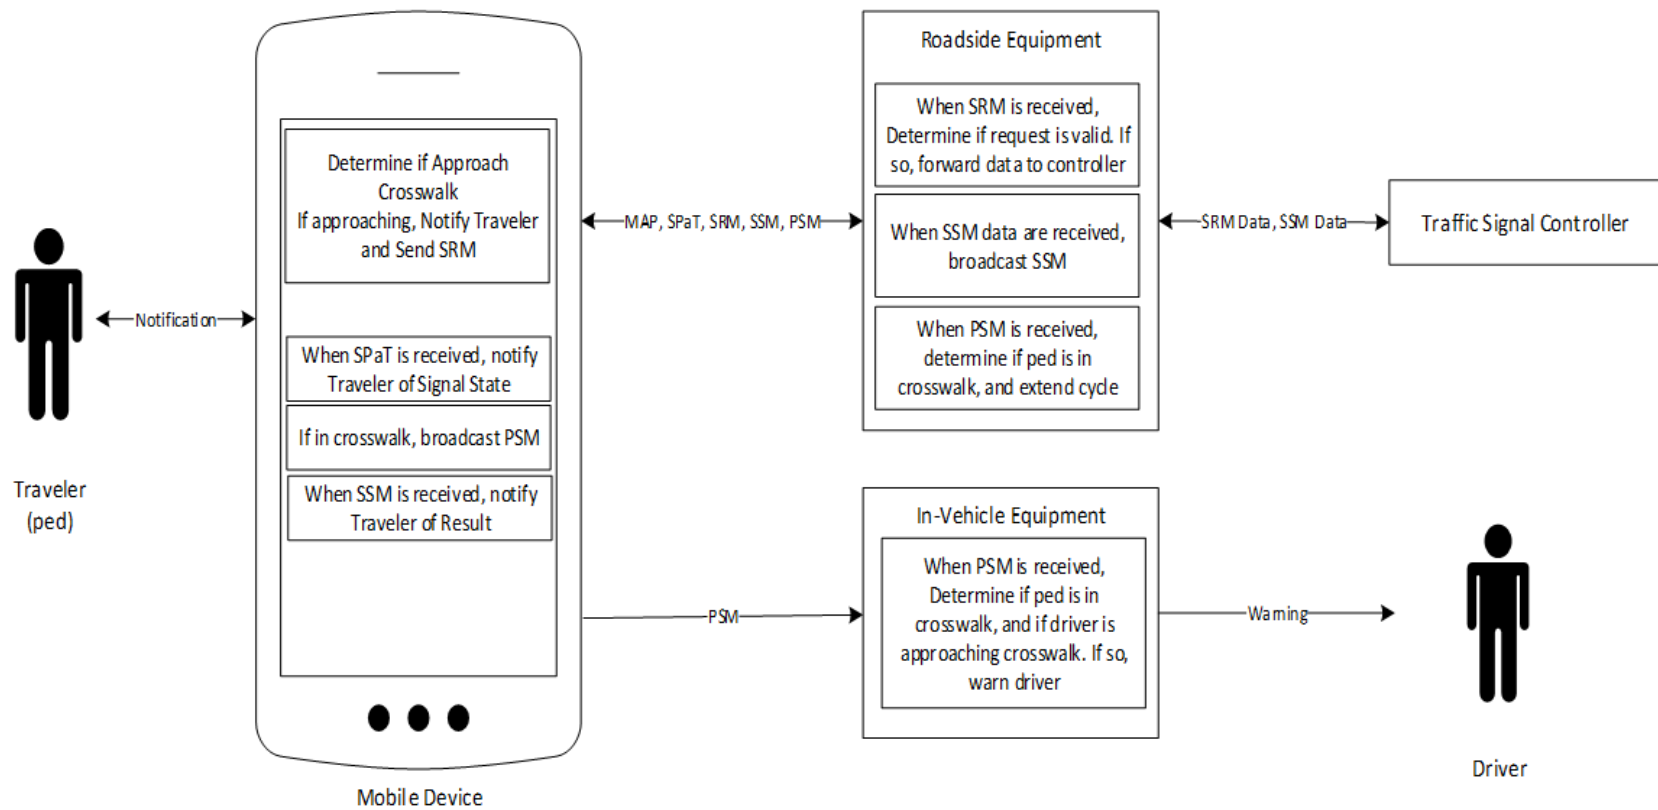 Traveler
(ped)
Notification
Determine if Approach
Crosswalk
If approaching, Notify Traveler
and Send SRM
When SPaT is received, notify
Traveler of Signal State
If in crosswalk, broadcast PSM
When SSM is received, notify
Traveler of Result
Mobile Device
MAP, SPaT, SRM, SSM, PSM
PSM
Roadside Equipment
When SRM is received,
Determine if request is valid. If
so, forward data to controller
When SSM data are received,
broadcast SSM
When PSM is received,
determine if ped is in
crosswalk, and extend cycle
SRM Data, SSM Data
Traffic Signal Controller
In-Vehicle Equipment
When PSM is received,
Determine if ped is in
crosswalk, and if driver is
approaching crosswalk. If so,
warn driver
Warning
Driver